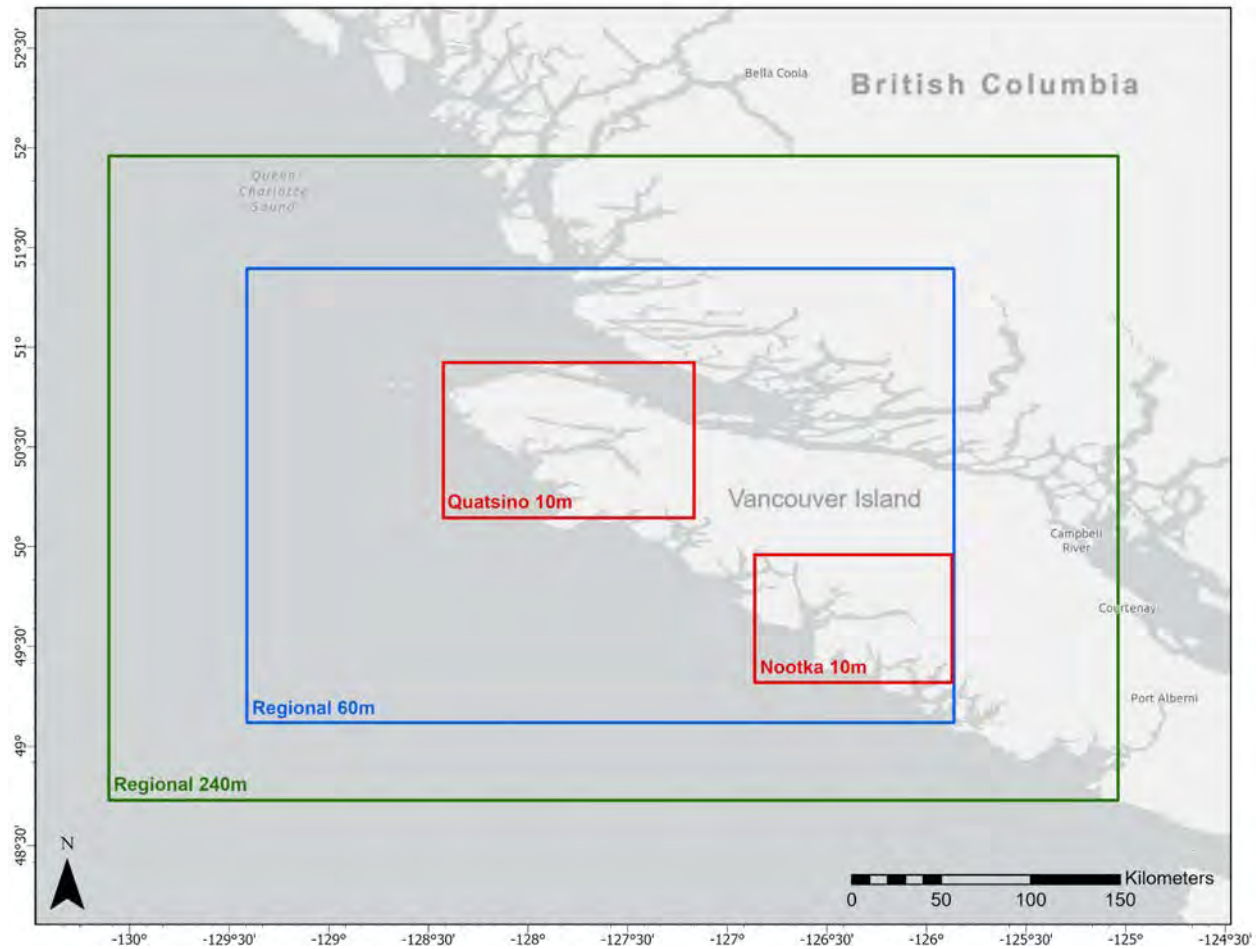 Bella Coola
British Columbia
Queen
Charlotte
Sound
Quatsino 10m
Vancouver Island
Campbell
River
Courtenay
Nootka 10m
Port Alberni
Regional 60m
Regional 240m
N
Kilometers
0 50 100 150
52°30'
52°
51°30'
51°
50°30'
50°
49°30'
49°
48°30'
-130° -129°30' -129° -128°30' -128° -127°30' -127° -126°30' -126° -125°30' -125° -124°30'